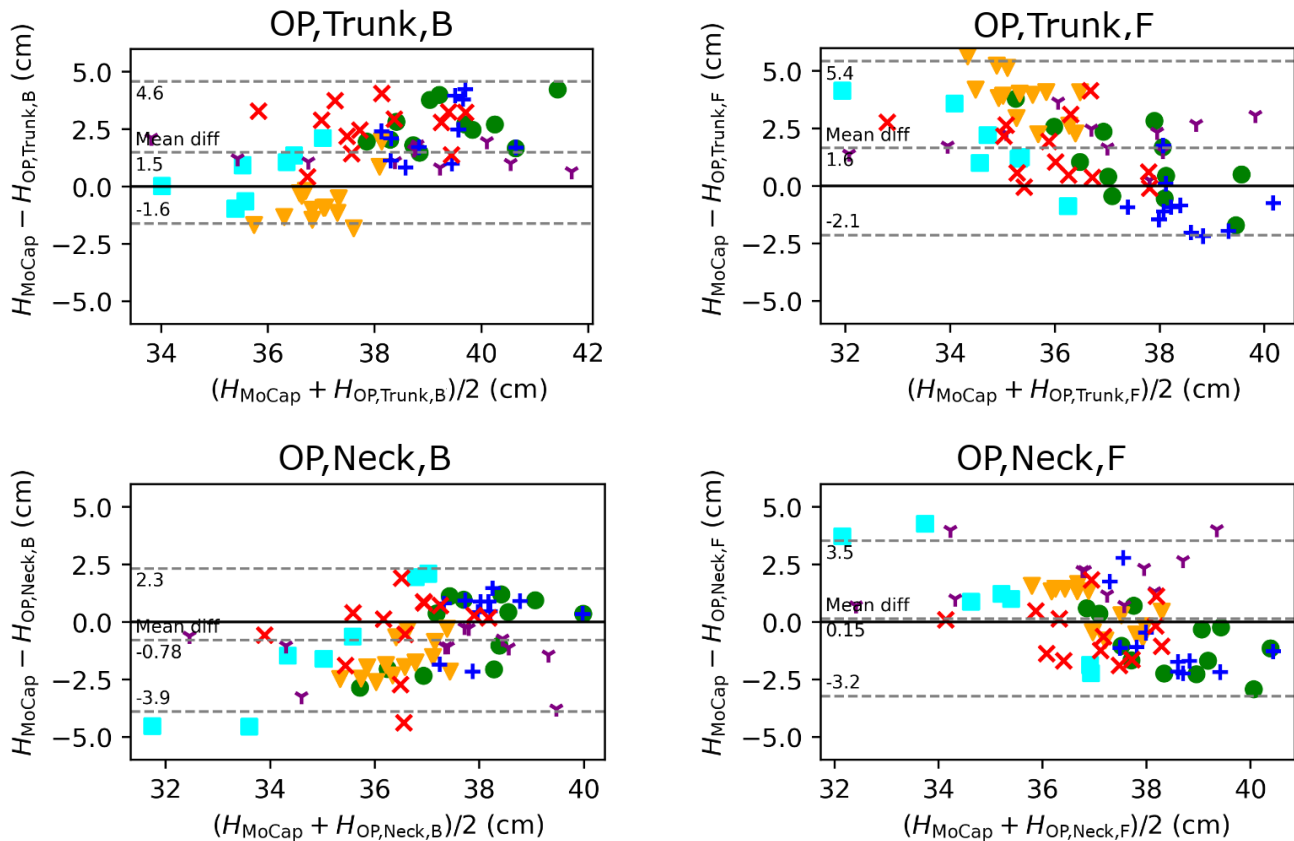 OP,Trunk,B
H_MoCap − H_OP,Trunk,B (cm)
5.0
2.5
0.0
−2.5
−5.0
4.6
Mean diff
1.5
-1.6
34 36 38 40 42
(H_MoCap + H_OP,Trunk,B)/2 (cm)
OP,Trunk,F
H_MoCap − H_OP,Trunk,F (cm)
5.0
2.5
0.0
−2.5
−5.0
5.4
Mean diff
1.6
-2.1
32 34 36 38 40
(H_MoCap + H_OP,Trunk,F)/2 (cm)
OP,Neck,B
H_MoCap − H_OP,Neck,B (cm)
5.0
2.5
0.0
−2.5
−5.0
2.3
Mean diff
-0.78
-3.9
32 34 36 38 40
(H_MoCap + H_OP,Neck,B)/2 (cm)
OP,Neck,F
H_MoCap − H_OP,Neck,F (cm)
5.0
2.5
0.0
−2.5
−5.0
3.5
Mean diff
0.15
-3.2
32 34 36 38 40
(H_MoCap + H_OP,Neck,F)/2 (cm)